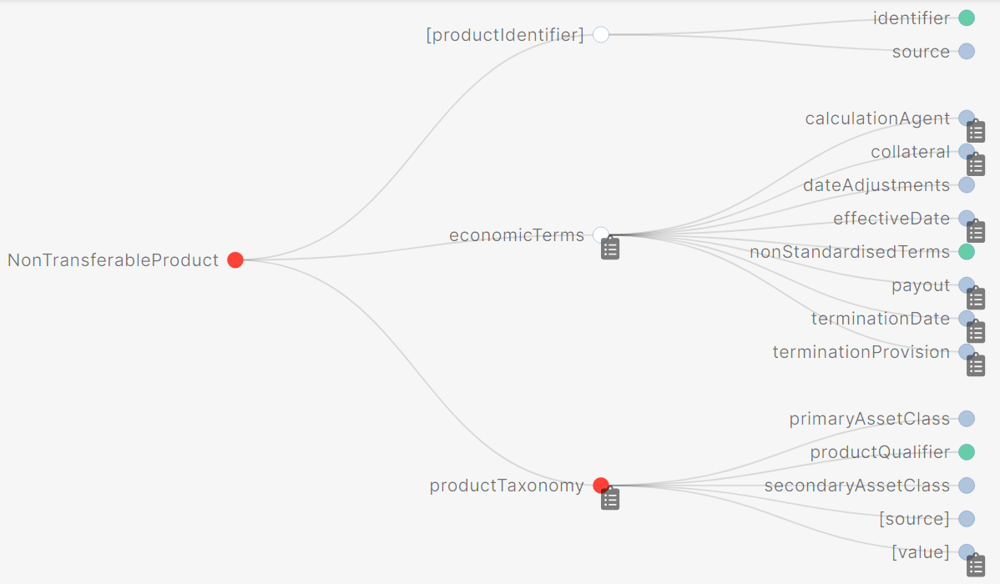 NonTransferableProduct
[productIdentifier]
identifier
source
economicTerms
calculationAgent
collateral
dateAdjustments
effectiveDate
nonStandardisedTerms
payout
terminationDate
terminationProvision
productTaxonomy
primaryAssetClass
productQualifier
secondaryAssetClass
[source]
[value]